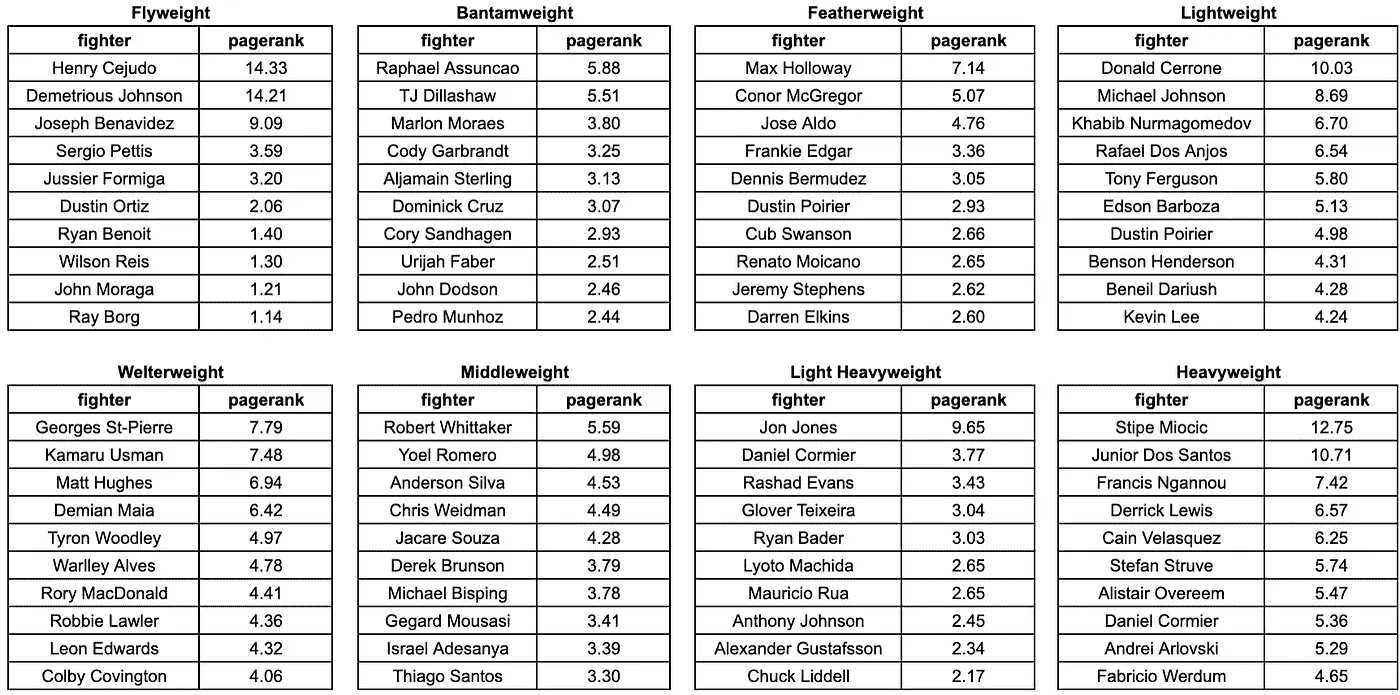 Flyweight
fighter pagerank
Henry Cejudo 14.33
Demetrious Johnson 14.21
Joseph Benavidez 9.09
Sergio Pettis 3.59
Jussier Formiga 3.20
Dustin Ortiz 2.06
Ryan Benoit 1.40
Wilson Reis 1.30
John Moraga 1.21
Ray Borg 1.14
Bantamweight
fighter pagerank
Raphael Assuncao 5.88
TJ Dillashaw 5.51
Marlon Moraes 3.80
Cody Garbrandt 3.25
Aljamain Sterling 3.13
Dominick Cruz 3.07
Cory Sandhagen 2.93
Urijah Faber 2.51
John Dodson 2.46
Pedro Munhoz 2.44
Featherweight
fighter pagerank
Max Holloway 7.14
Conor McGregor 5.07
Jose Aldo 4.76
Frankie Edgar 3.36
Dennis Bermudez 3.05
Dustin Poirier 2.93
Cub Swanson 2.66
Renato Moicano 2.65
Jeremy Stephens 2.62
Darren Elkins 2.60
Lightweight
fighter pagerank
Donald Cerrone 10.03
Michael Johnson 8.69
Khabib Nurmagomedov 6.70
Rafael Dos Anjos 6.54
Tony Ferguson 5.80
Edson Barboza 5.13
Dustin Poirier 4.98
Benson Henderson 4.31
Beneil Dariush 4.28
Kevin Lee 4.24
Welterweight
fighter pagerank
Georges St-Pierre 7.79
Kamaru Usman 7.48
Matt Hughes 6.94
Demian Maia 6.42
Tyron Woodley 4.97
Warlley Alves 4.78
Rory MacDonald 4.41
Robbie Lawler 4.36
Leon Edwards 4.32
Colby Covington 4.06
Middleweight
fighter pagerank
Robert Whittaker 5.59
Yoel Romero 4.98
Anderson Silva 4.53
Chris Weidman 4.49
Jacare Souza 4.28
Derek Brunson 3.79
Michael Bisping 3.78
Gegard Mousasi 3.41
Israel Adesanya 3.39
Thiago Santos 3.30
Light Heavyweight
fighter pagerank
Jon Jones 9.65
Daniel Cormier 3.77
Rashad Evans 3.43
Glover Teixeira 3.04
Ryan Bader 3.03
Lyoto Machida 2.65
Mauricio Rua 2.65
Anthony Johnson 2.45
Alexander Gustafsson 2.34
Chuck Liddell 2.17
Heavyweight
fighter pagerank
Stipe Miocic 12.75
Junior Dos Santos 10.71
Francis Ngannou 7.42
Derrick Lewis 6.57
Cain Velasquez 6.25
Stefan Struve 5.74
Alistair Overeem 5.47
Daniel Cormier 5.36
Andrei Arlovski 5.29
Fabricio Werdum 4.65